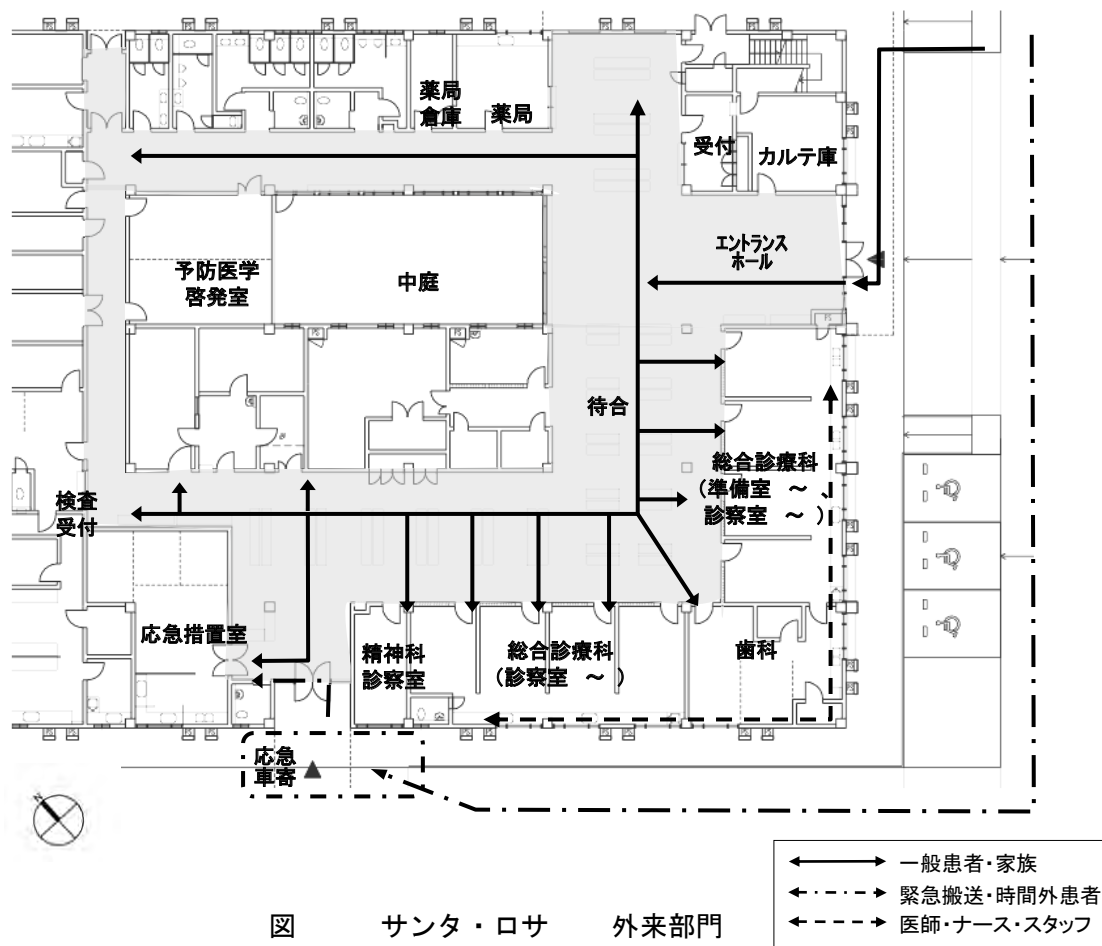 薬局
倉庫
薬局
受付
カルテ庫
エントランス
ホール
予防医学
啓発室
中庭
待合
総合診療科
（準備室　～　、
診察室　～　）
検査
受付
応急措置室
精神科
診察室
総合診療科
（診察室　～　）
歯科
応急
車寄
N
一般患者・家族
緊急搬送・時間外患者
医師・ナース・スタッフ
図　サンタ・ロサ　外来部門